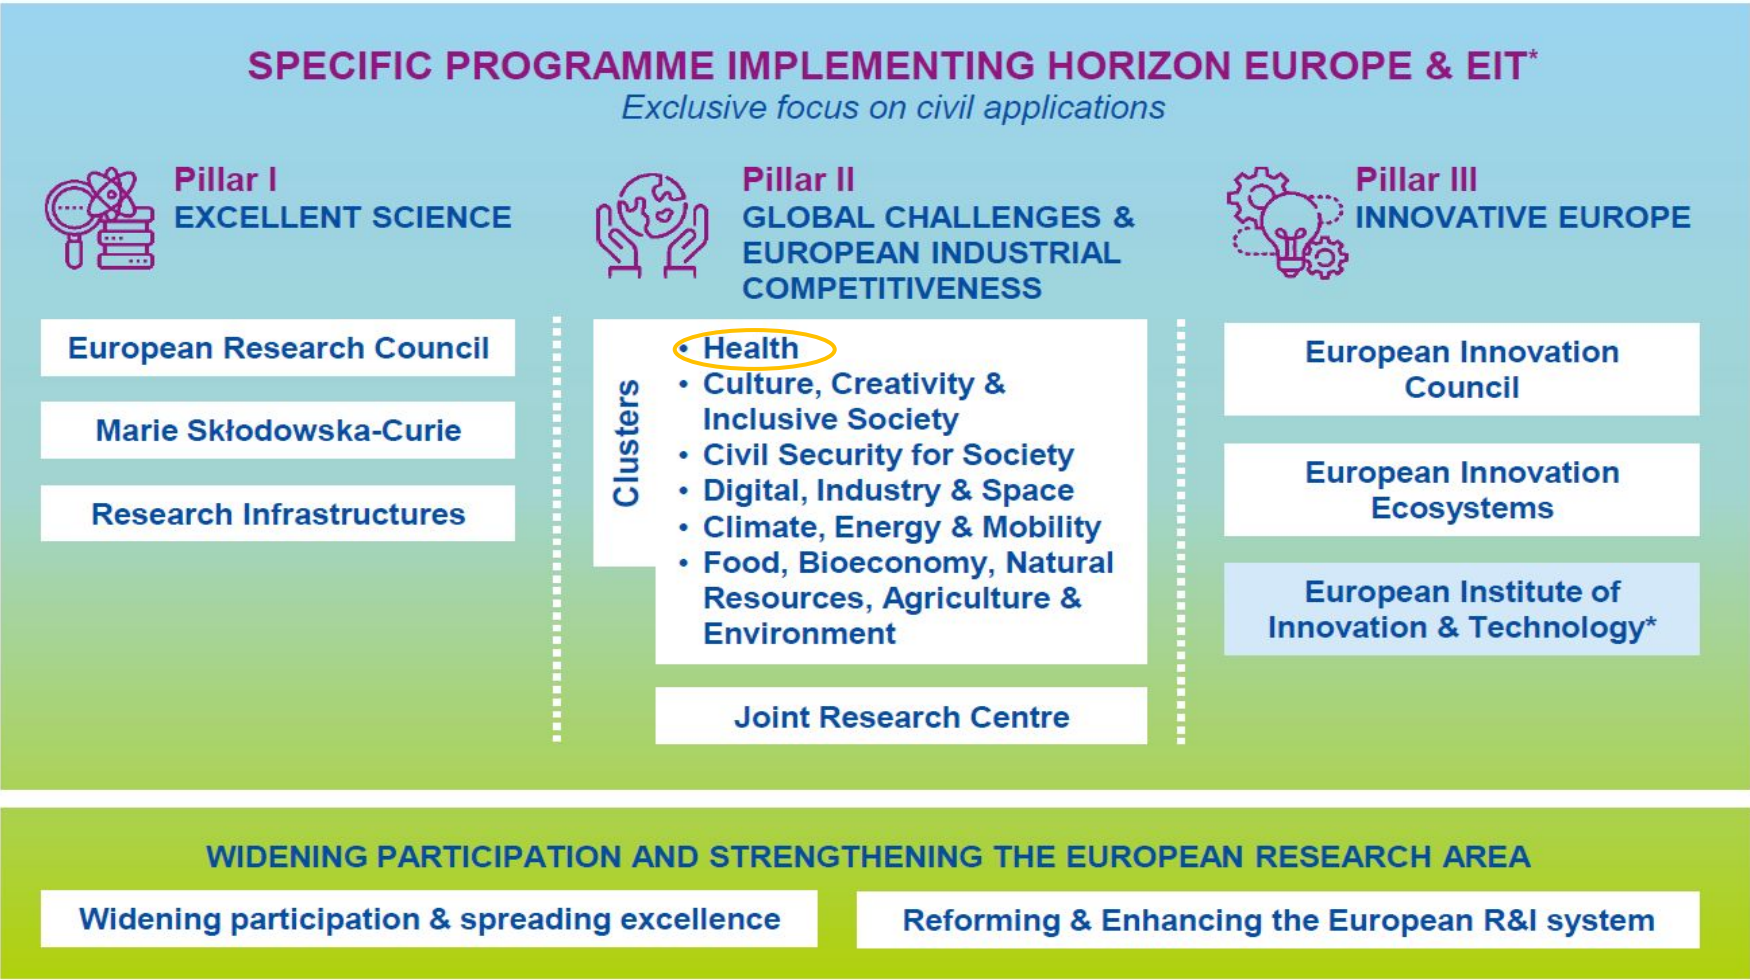 SPECIFIC PROGRAMME IMPLEMENTING HORIZON EUROPE & EIT*
Exclusive focus on civil applications
Pillar I
EXCELLENT SCIENCE
European Research Council
Marie Skłodowska-Curie
Research Infrastructures
Pillar II
GLOBAL CHALLENGES &
EUROPEAN INDUSTRIAL
COMPETITIVENESS
Clusters
• Health
• Culture, Creativity &
Inclusive Society
• Civil Security for Society
• Digital, Industry & Space
• Climate, Energy & Mobility
• Food, Bioeconomy, Natural
Resources, Agriculture &
Environment
Joint Research Centre
Pillar III
INNOVATIVE EUROPE
European Innovation
Council
European Innovation
Ecosystems
European Institute of
Innovation & Technology*
WIDENING PARTICIPATION AND STRENGTHENING THE EUROPEAN RESEARCH AREA
Widening participation & spreading excellence
Reforming & Enhancing the European R&I system